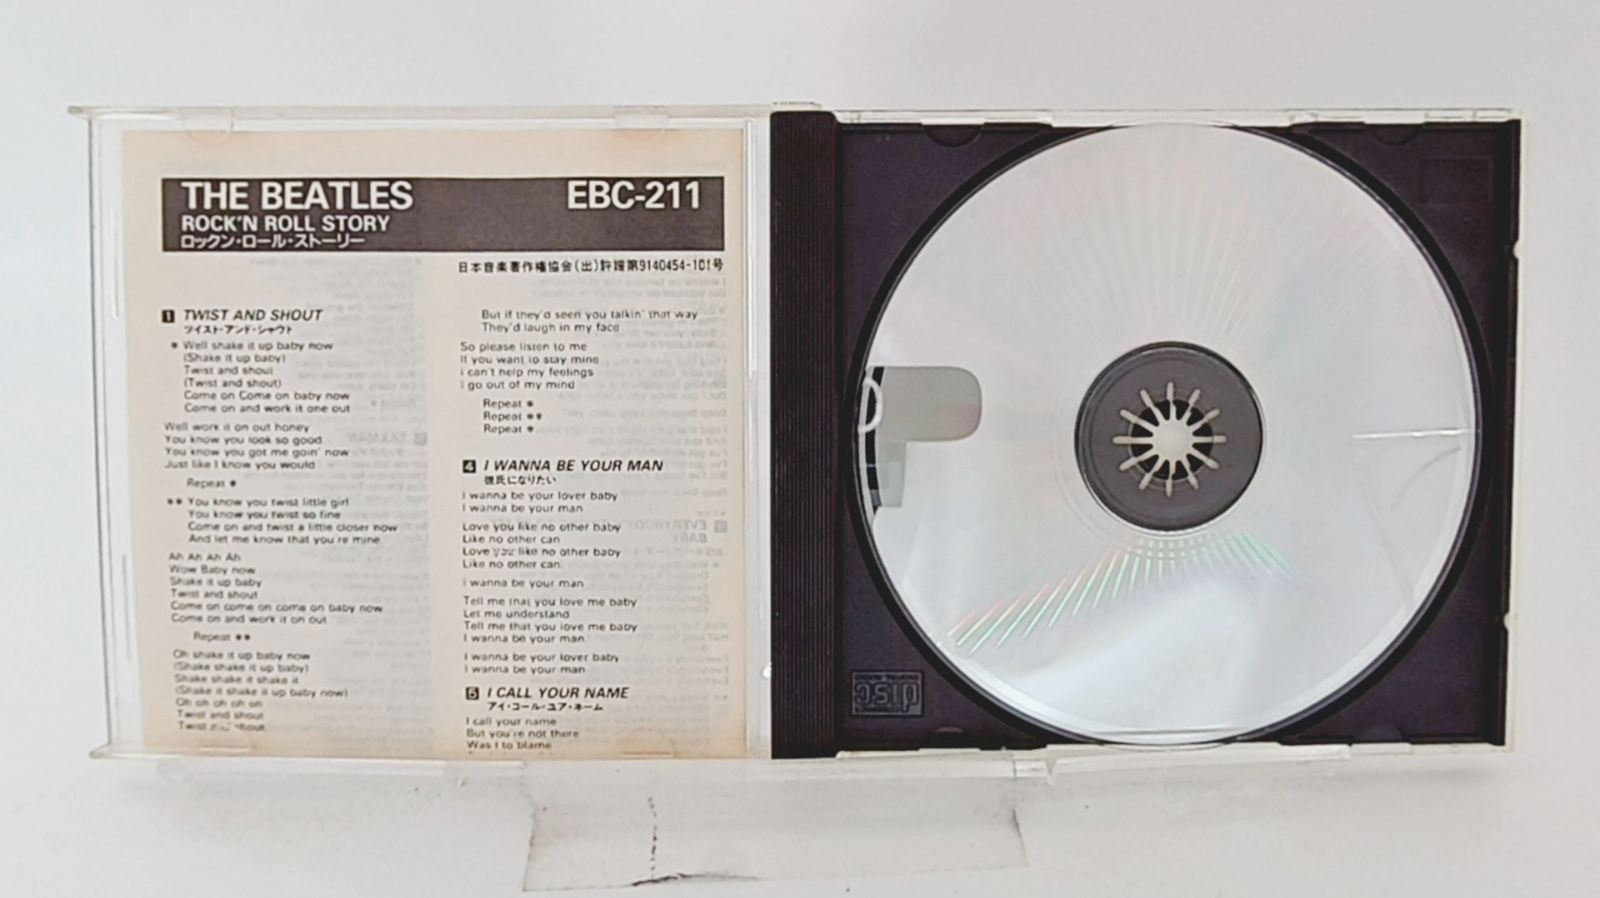 THE BEATLES EBC-211
ROCK'N ROLL STORY
ロックン・ロール・ストーリー
日本音楽著作権協会(出)許諾第9140454-101号
1 TWIST AND SHOUT
ツイスト・アンド・シャウト
* Well shake it up baby now
(Shake it up baby)
Twist and shout
(Twist and shout)
Come on Come on baby now
Come on and work it one out
Well work it on out honey
You know you look so good
You know you got me goin' now
Just like I know you would
Repeat *
** You know you twist little girl
You know you twist so fine
Come on and twist a little closer now
And let me know that you're mine
Ah Ah Ah Ah
Wow Baby now
Shake it up baby
Twist and shout
Come on come on come on baby now
Come on and work it on out
Repeat **
Oh shake it up baby now
(Shake shake it up baby)
Shake shake it shake it
(Shake it shake it up baby now)
Oh oh oh oh oh
Twist and shout
Twist and shout
But if they'd seen you talkin' that way
They'd laugh in my face
So please listen to me
If you want to stay mine
I can't help my feelings
I go out of my mind
Repeat *
Repeat **
Repeat *
4 I WANNA BE YOUR MAN
彼氏になりたい
I wanna be your lover baby
I wanna be your man
Love you like no other baby
Like no other can
Love you like no other baby
Like no other can
I wanna be your man
Tell me that you love me baby
Let me understand
Tell me that you love me baby
I wanna be your man
I wanna be your lover baby
I wanna be your man
5 I CALL YOUR NAME
アイ・コール・ユア・ネーム
I call your name
But you're not there
Was I to blame
disc